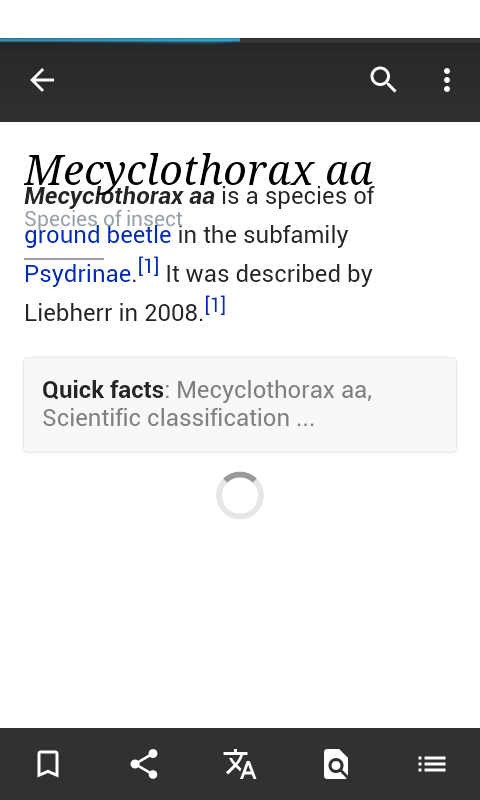 Mecyclothorax aa
Mecyclothorax aa is a species of
Species of insect
ground beetle in the subfamily
Psydrinae.[1] It was described by
Liebherr in 2008.[1]
Quick facts: Mecyclothorax aa,
Scientific classification ...